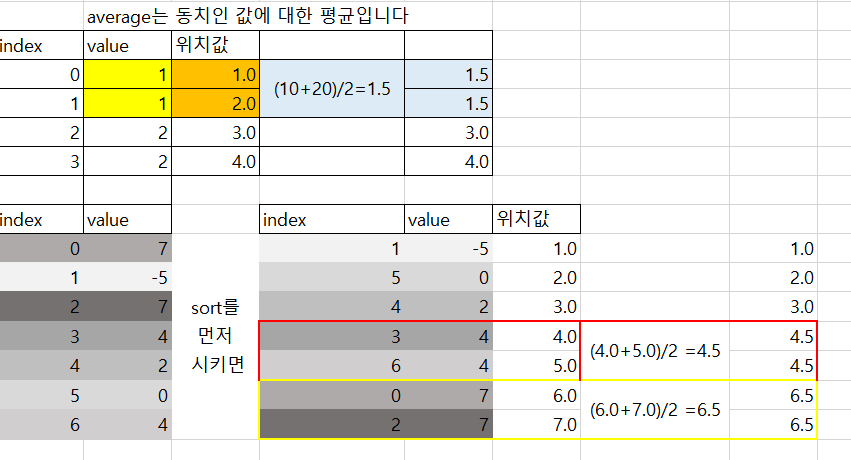 average는 동치인 값에 대한 평균입니다
index value 위치값
0 1 1.0 1.5
(10+20)/2=1.5
1 1 2.0 1.5
2 2 3.0 3.0
3 2 4.0 4.0
index value index value 위치값
0 7 1 -5 1.0 1.0
1 -5 5 0 2.0 2.0
2 7 sort를 4 2 3.0 3.0
3 4 먼저 3 4 4.0 4.5
(4.0+5.0)/2 =4.5
4 2 시키면 6 4 5.0 4.5
5 0 0 7 6.0 6.5
(6.0+7.0)/2 =6.5
6 4 2 7 7.0 6.5